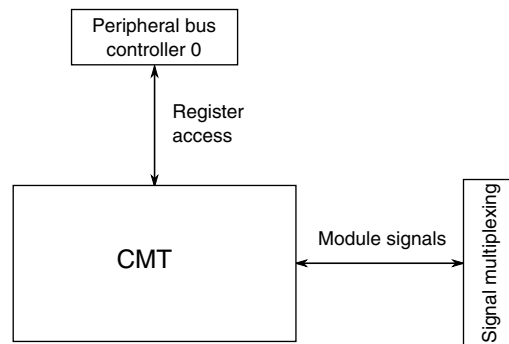 Peripheral bus
controller 0
Register
access
CMT
Module signals
Signal multiplexing